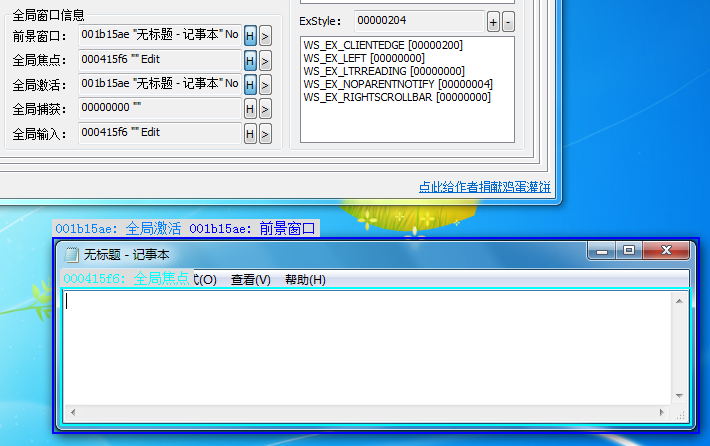 全局窗口信息
前景窗口： 001b15ae "无标题 - 记事本" No H >
全局焦点： 000415f6 "" Edit H >
全局激活： 001b15ae "无标题 - 记事本" No H >
全局捕获： 00000000 "" H >
全局输入： 000415f6 "" Edit H >
ExStyle： 00000204 + -
WS_EX_CLIENTEDGE [00000200]
WS_EX_LEFT [00000000]
WS_EX_LTRREADING [00000000]
WS_EX_NOPARENTNOTIFY [00000004]
WS_EX_RIGHTSCROLLBAR [00000000]
点此给作者捐献鸡蛋灌饼
001b15ae: 全局激活 001b15ae: 前景窗口
无标题 - 记事本
000415f6: 全局焦点 式(O) 查看(V) 帮助(H)